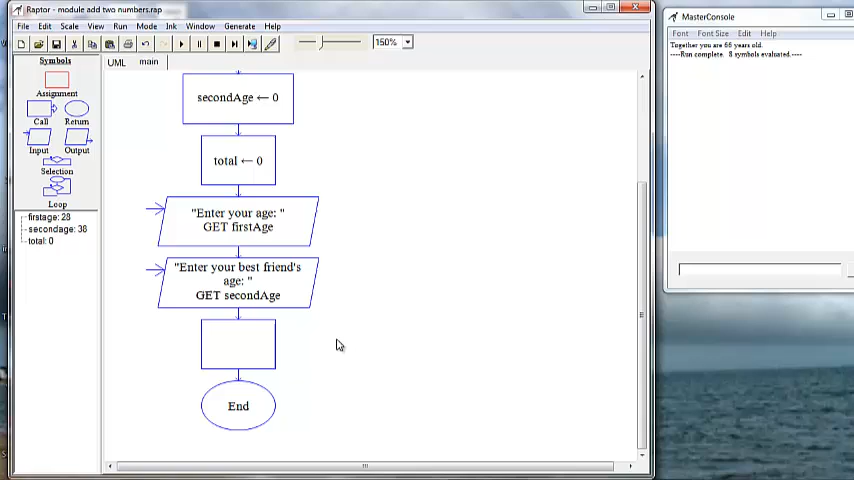 Raptor - module add two numbers.rap
File Edit Scale View Run Mode Ink Window Generate Help
150%
Symbols
Assignment
Call Return
Input Output
Selection
Loop
firstage: 28
secondage: 38
total: 0
UML main
secondAge ← 0
total ← 0
"Enter your age: "
GET firstAge
"Enter your best friend's
age: "
GET secondAge
End
MasterConsole
Font Font Size Edit Help
Together you are 66 years old.
----Run complete. 8 symbols evaluated.----